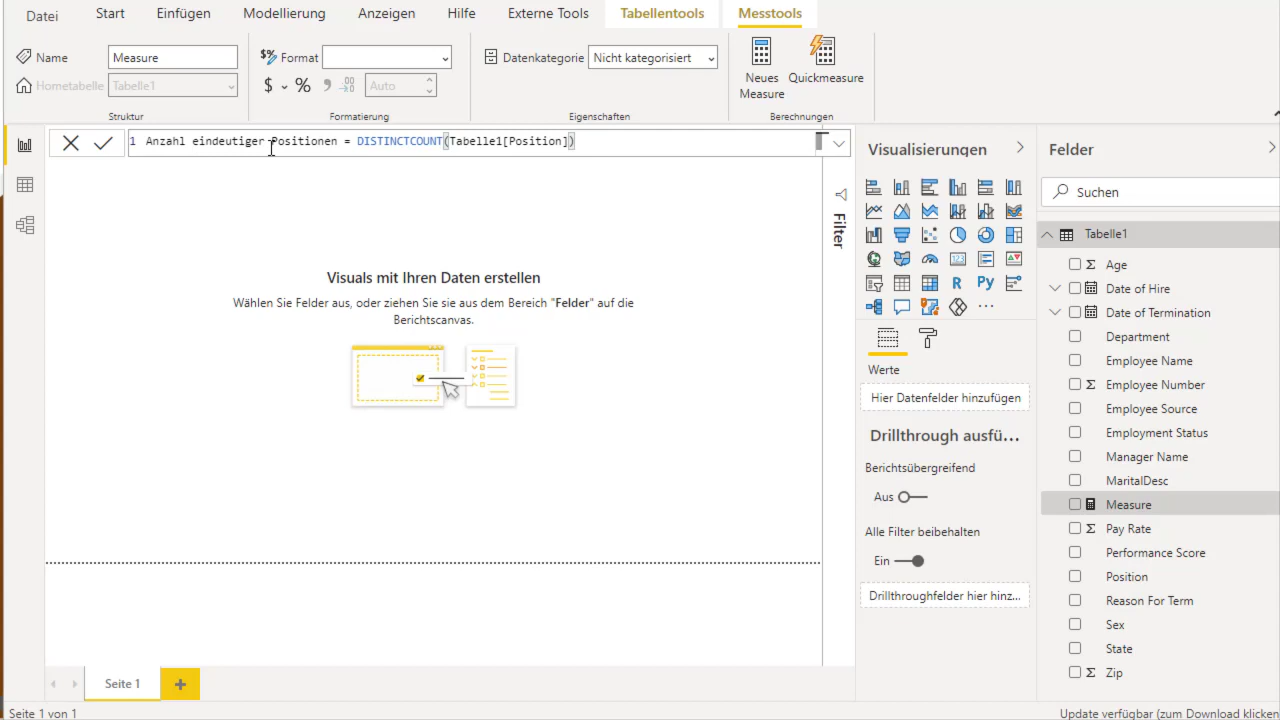 Datei Start Einfügen Modellierung Anzeigen Hilfe Externe Tools Tabellentools Messtools
Name Measure
Hometabelle Tabelle1
Struktur
$% Format
$ % 9 .00 Auto
Formatierung
Datenkategorie Nicht kategorisiert
Eigenschaften
Neues Measure
Quickmeasure
Berechnungen
1 Anzahl eindeutiger Positionen = DISTINCTCOUNT(Tabelle1[Position])
Visuals mit Ihren Daten erstellen
Wählen Sie Felder aus, oder ziehen Sie sie aus dem Bereich "Felder" auf die
Berichtscanvas.
Filter
Visualisierungen
123
R Py
Werte
Hier Datenfelder hinzufügen
Drillthrough ausfü...
Berichtsübergreifend
Aus
Alle Filter beibehalten
Ein
Drillthroughfelder hier hinz...
Felder
Suchen
Tabelle1
Σ Age
Date of Hire
Date of Termination
Department
Employee Name
Σ Employee Number
Employee Source
Employment Status
Manager Name
MaritalDesc
Measure
Σ Pay Rate
Performance Score
Position
Reason For Term
Sex
State
Σ Zip
Seite 1 +
Seite 1 von 1
Update verfügbar (zum Download klicken